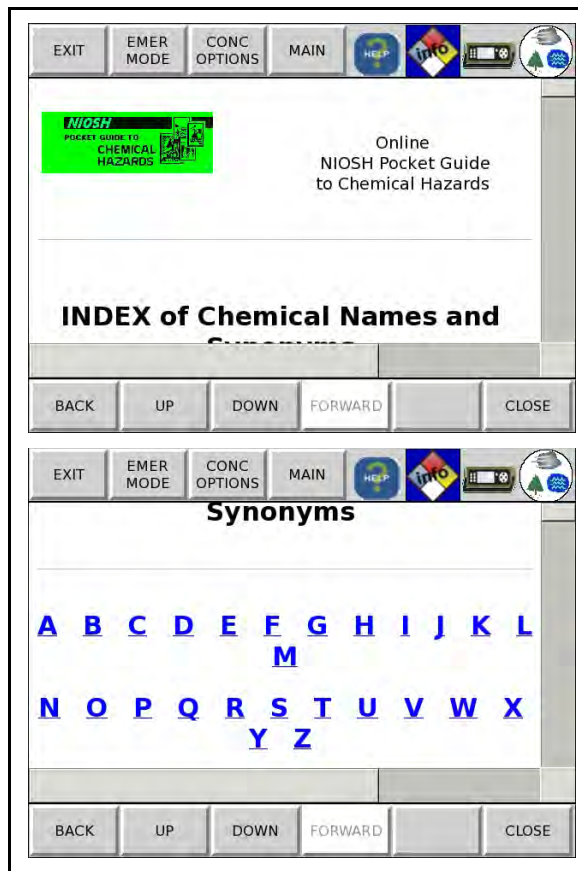 EXIT
EMER
MODE
CONC
OPTIONS
MAIN
HELP
info
NIOSH
POCKET GUIDE TO
CHEMICAL
HAZARDS
Online
NIOSH Pocket Guide
to Chemical Hazards
INDEX of Chemical Names and
Synonyms
BACK
UP
DOWN
FORWARD
CLOSE
EXIT
EMER
MODE
CONC
OPTIONS
MAIN
HELP
info
Synonyms
A B C D E F G H I J K L
M
N O P Q R S T U V W X
Y Z
BACK
UP
DOWN
FORWARD
CLOSE